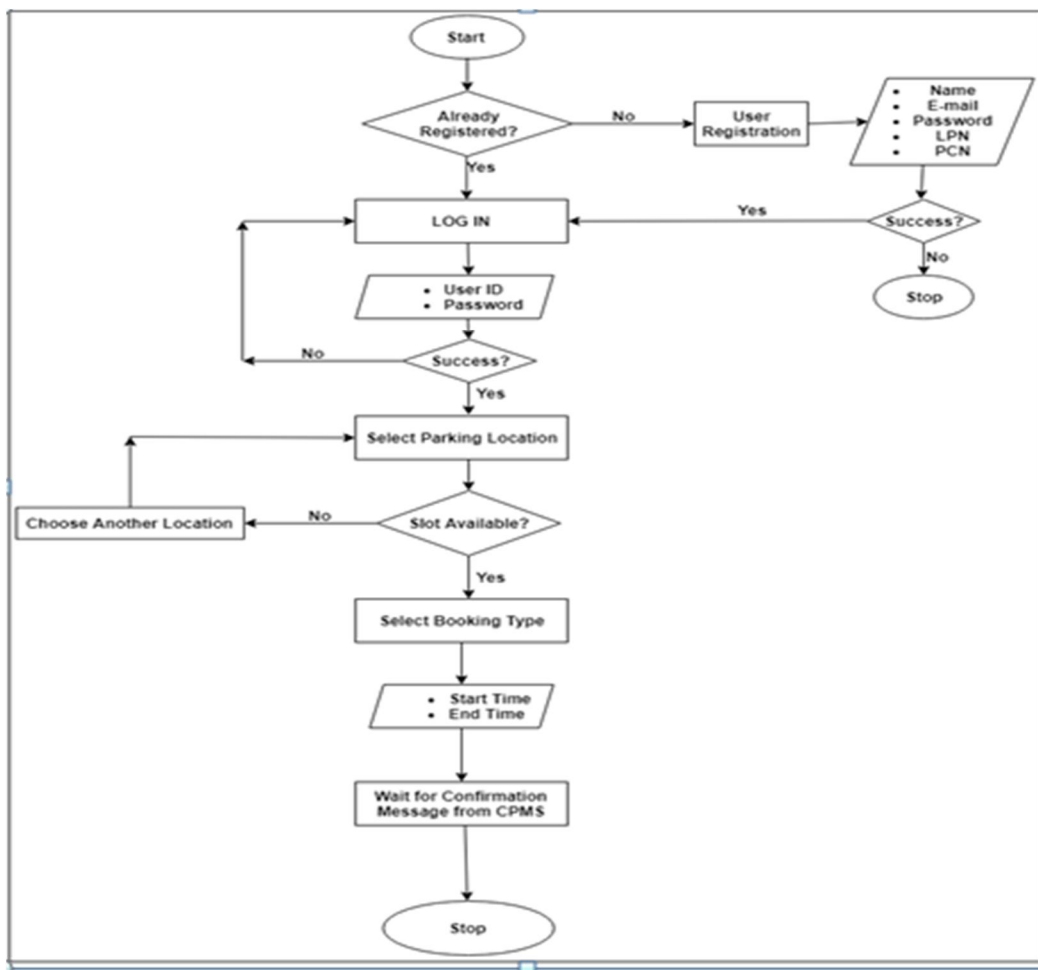 Start
Already
Registered?
No
User
Registration
• Name
• E-mail
• Password
• LPN
• PCN
Yes
LOG IN
Yes
Success?
No
Stop
• User ID
• Password
No
Success?
Yes
Select Parking Location
Choose Another Location
No
Slot Available?
Yes
Select Booking Type
• Start Time
• End Time
Wait for Confirmation
Message from CPMS
Stop